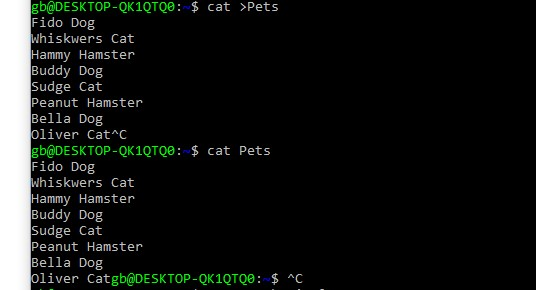 gb@DESKTOP-QK1QTQ0:~$ cat >Pets
Fido Dog
Whiskwers Cat
Hammy Hamster
Buddy Dog
Sudge Cat
Peanut Hamster
Bella Dog
Oliver Cat^C
gb@DESKTOP-QK1QTQ0:~$ cat Pets
Fido Dog
Whiskwers Cat
Hammy Hamster
Buddy Dog
Sudge Cat
Peanut Hamster
Bella Dog
Oliver Catgb@DESKTOP-QK1QTQ0:~$ ^C